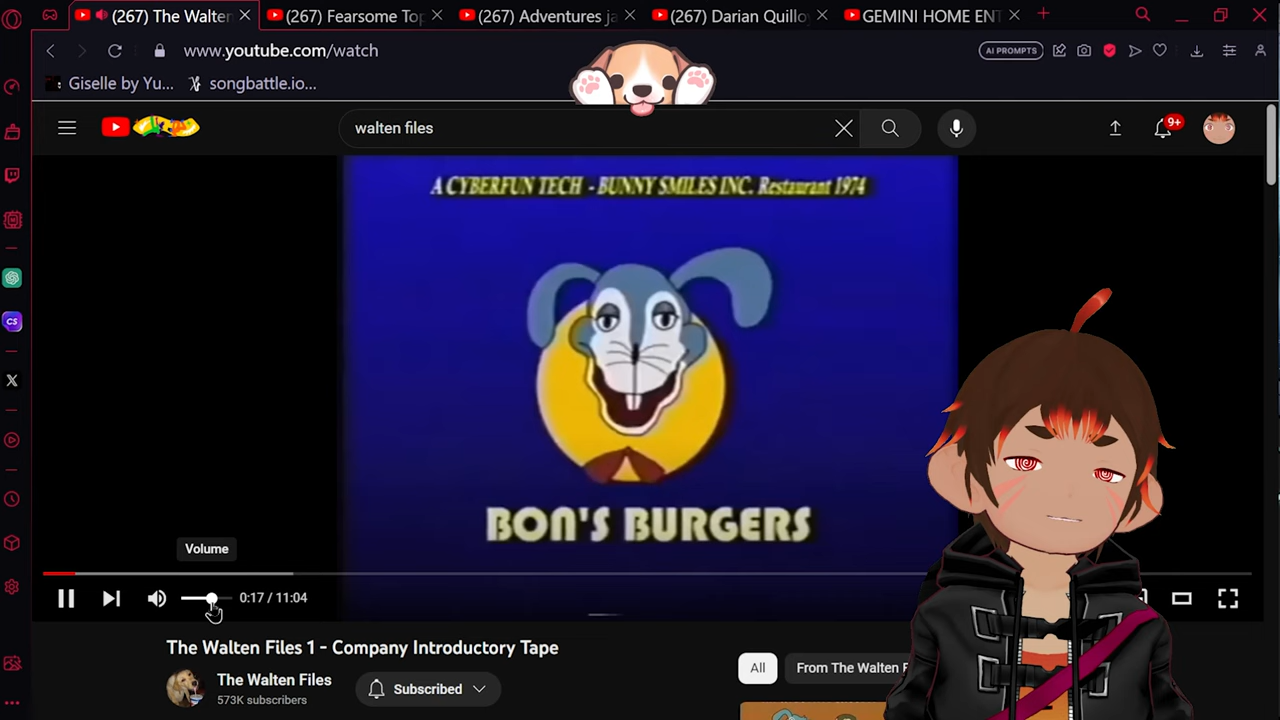 (267) The Walten
(267) Fearsome To
(267) Adventures ja
(267) Darian Quillo
GEMINI HOME ENT
www.youtube.com/watch
AI PROMPTS
Giselle by Yu...
songbattle.io...
walten files
9+
CS
X
A CYBERFUN TECH - BUNNY SMILES INC. Restaurant 1974
BON'S BURGERS
Volume
0:17 / 11:04
The Walten Files 1 - Company Introductory Tape
The Walten Files
573K subscribers
Subscribed
All
From The Walten F